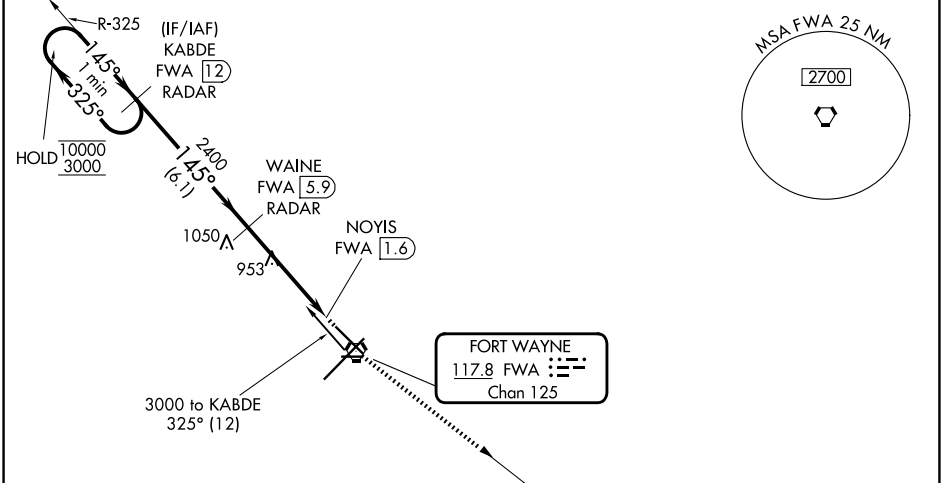 R-325
(IF/IAF)
KABDE
FWA 12
RADAR
145°
1 min
325°
HOLD 10000
3000
2400
145°
(6.1)
WAINE
FWA 5.9
RADAR
1050
953
NOYIS
FWA 1.6
3000 to KABDE
325° (12)
FORT WAYNE
117.8 FWA
Chan 125
MSA FWA 25 NM
2700